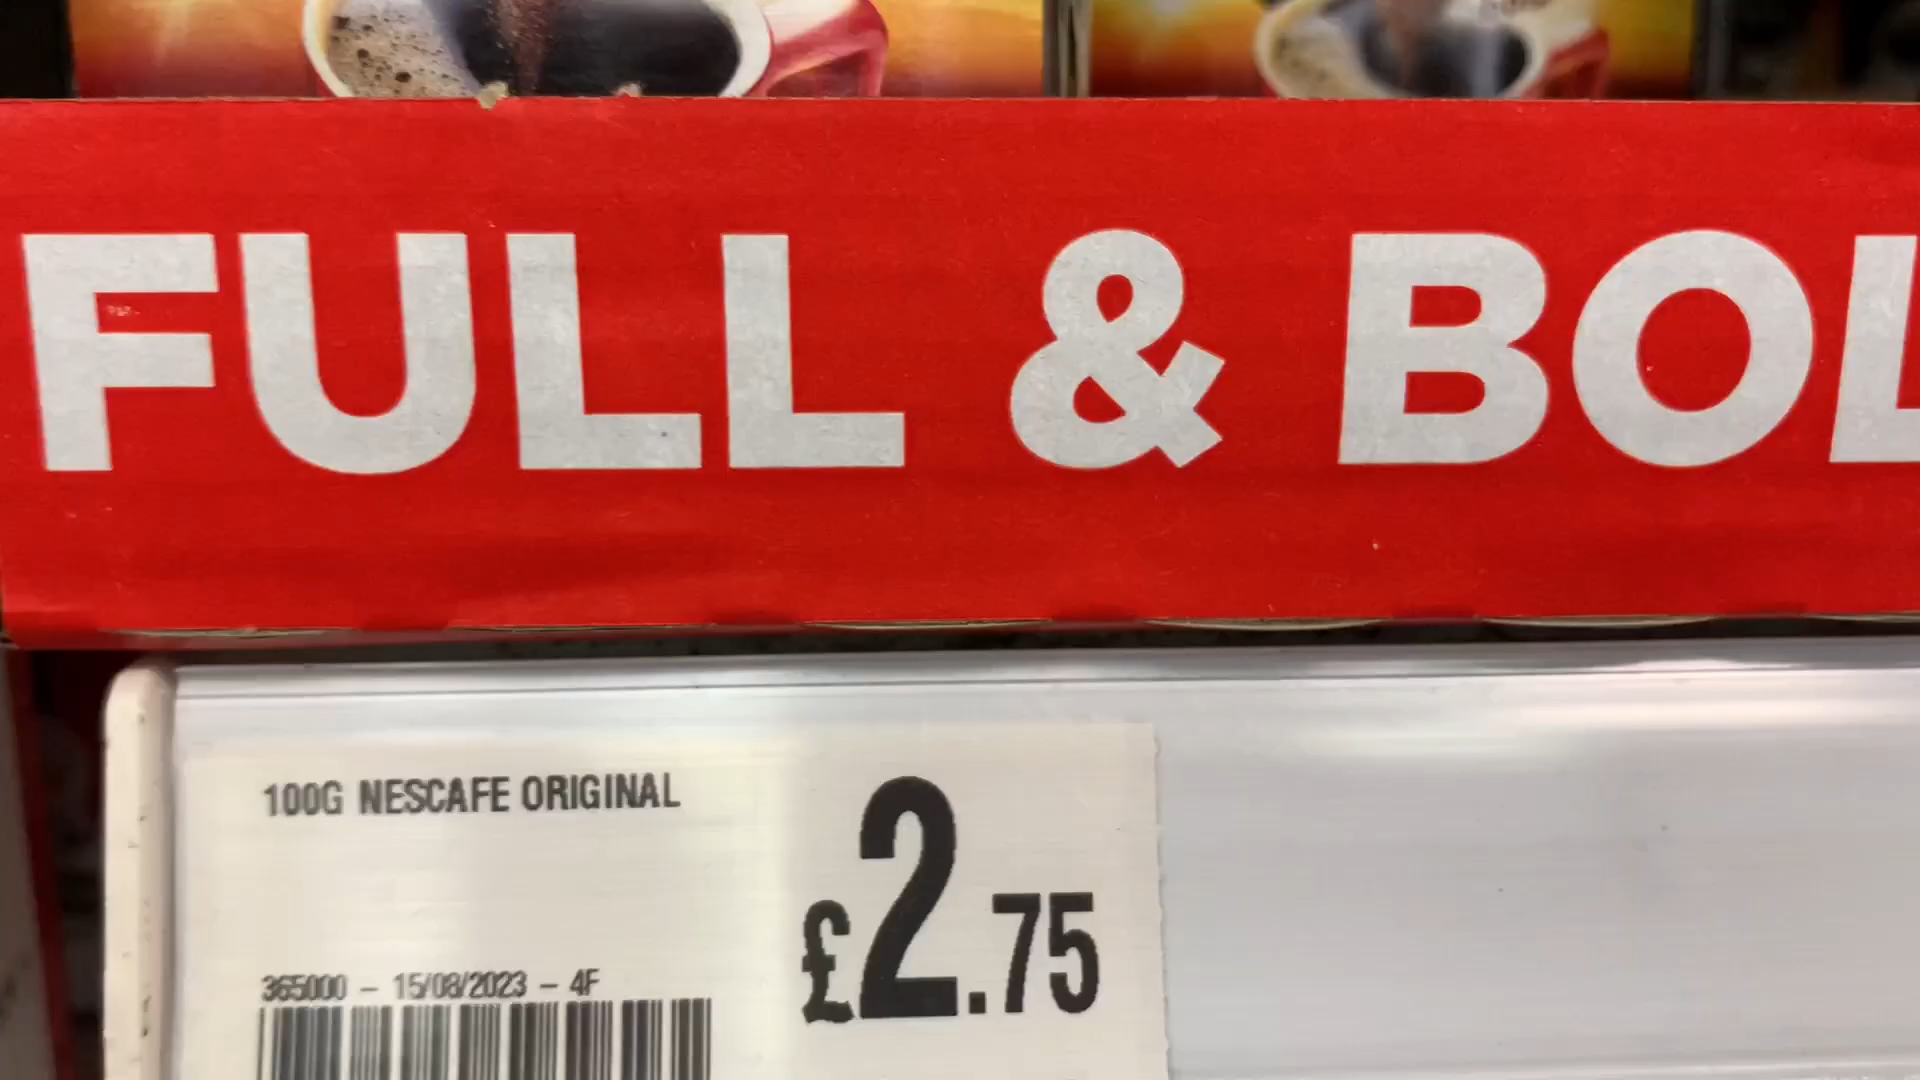 FULL & BOL
100G NESCAFE ORIGINAL
£2.75
365000 - 15/08/2023 - 4F